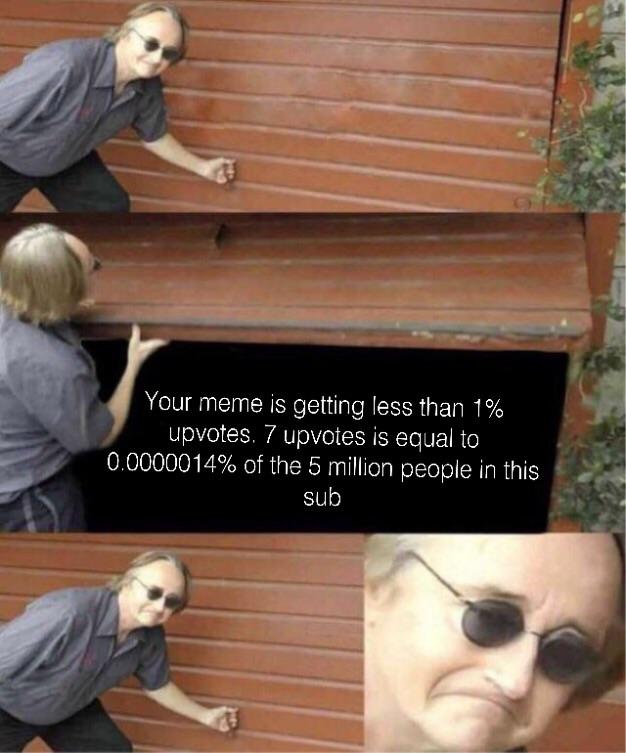 Your meme is getting less than 1%
upvotes. 7 upvotes is equal to
0.0000014% of the 5 million people in this
sub